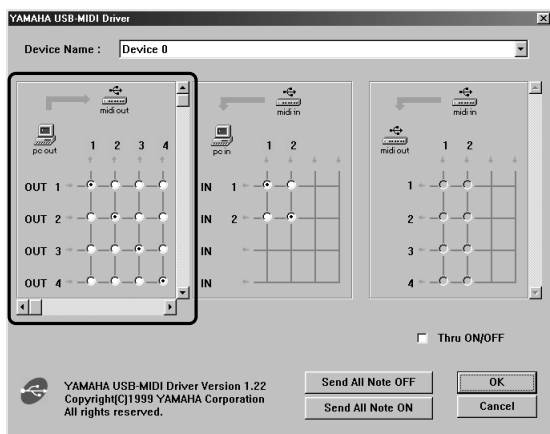 YAMAHA USB-MIDI Driver
Device Name : Device 0
midi out
pc out 1 2 3 4
OUT 1
OUT 2
OUT 3
OUT 4
midi in
pc in 1 2
IN 1
IN 2
IN
IN
midi in
midi out 1 2
1
2
3
4
Thru ON/OFF
YAMAHA USB-MIDI Driver Version 1.22
Copyright(C)1999 YAMAHA Corporation
All rights reserved.
Send All Note OFF
OK
Send All Note ON
Cancel